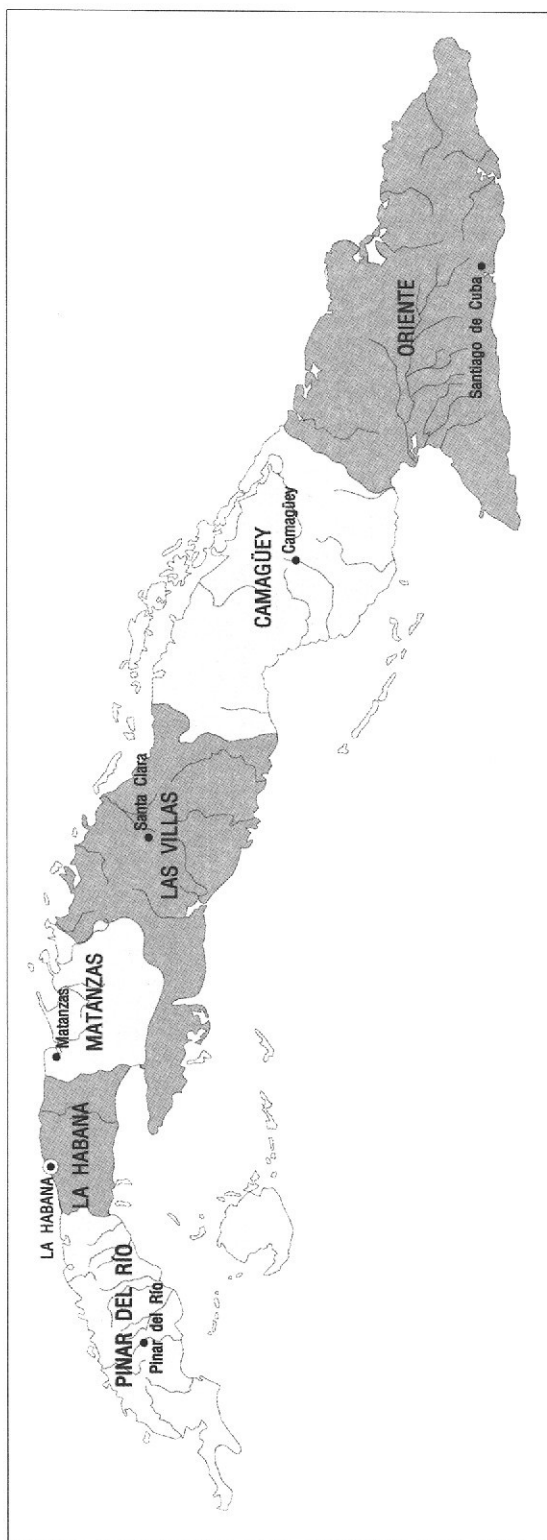 LA HABANA
LA HABANA
PINAR DEL RÍO
Pinar del Río
Matanzas
MATANZAS
Santa Clara
LAS VILLAS
CAMAGÜEY
Camagüey
ORIENTE
Santiago de Cuba